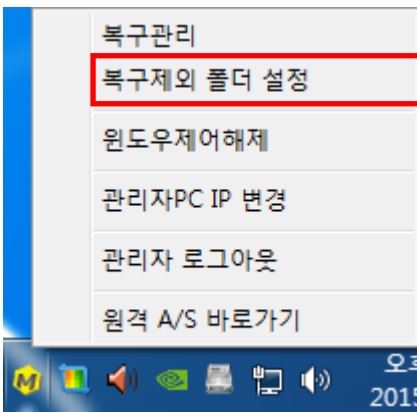 복구관리
복구제외 폴더 설정
윈도우제어해제
관리자PC IP 변경
관리자 로그아웃
원격 A/S 바로가기
M